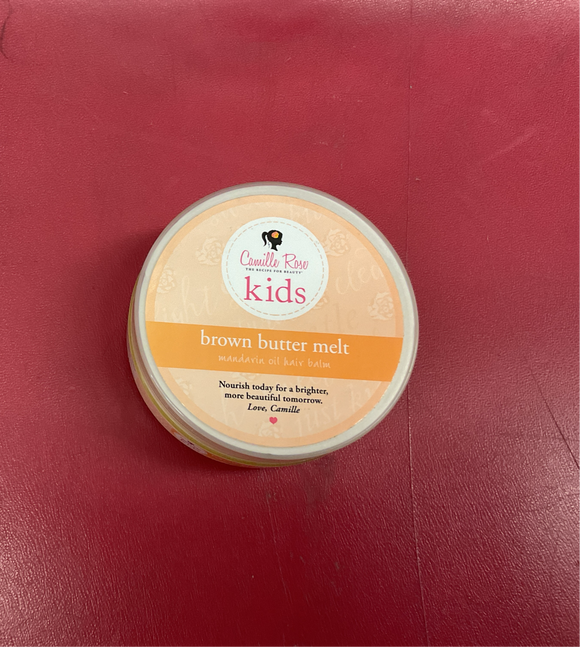 Camille Rose
THE RECIPE FOR BEAUTY
kids
brown butter melt
mandarin oil hair balm
Nourish today for a brighter,
more beautiful tomorrow.
Love, Camille